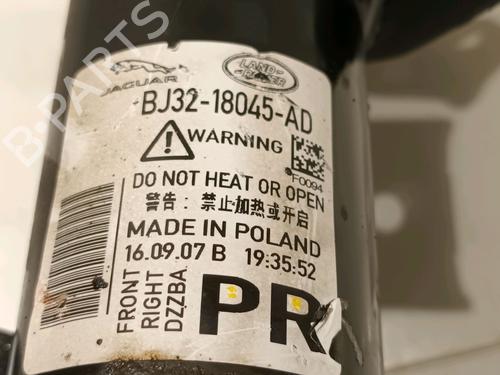 B-PARTS
JAGUAR
LAND-
ROVER
BJ32-18045-AD
WARNING
F0094
DO NOT HEAT OR OPEN
警告: 禁止加热或开启
MADE IN POLAND
16.09.07 B 19:35:52
FRONT
RIGHT
DZZBA
PR